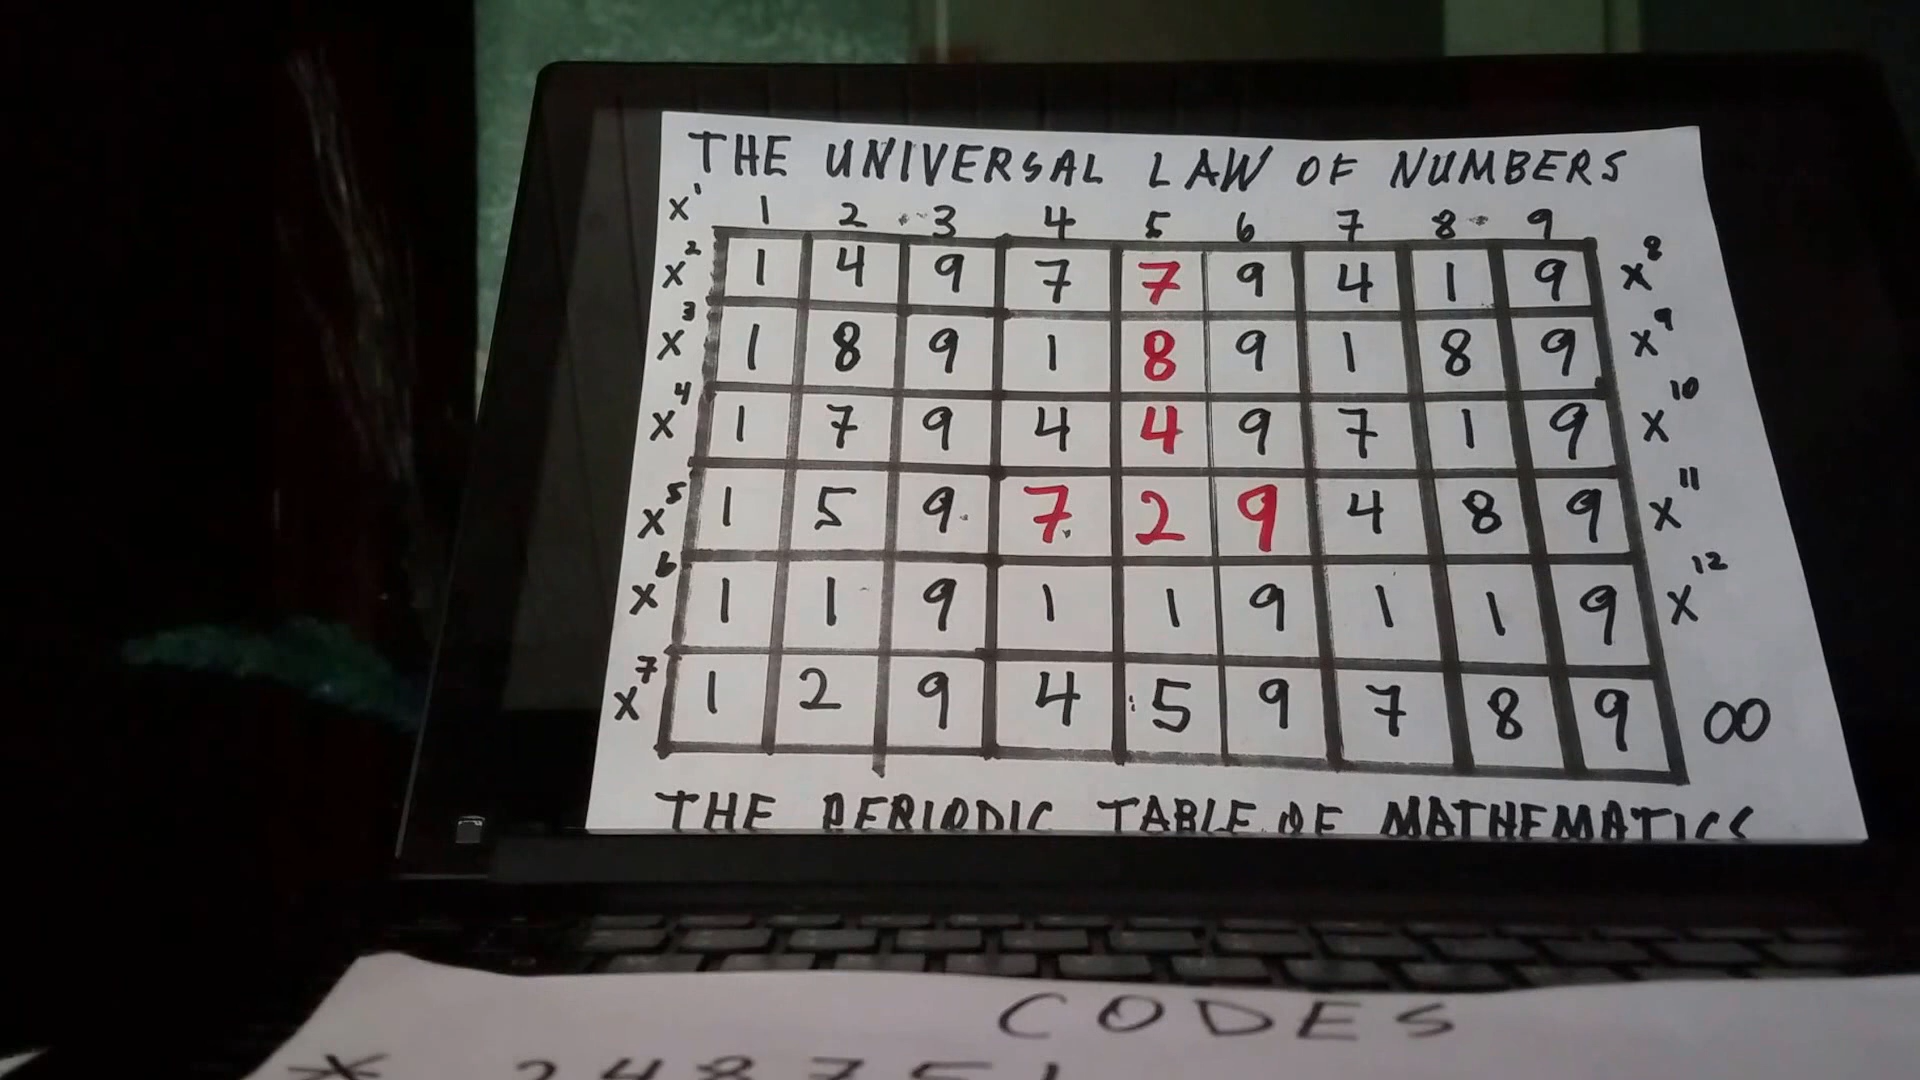 THE UNIVERSAL LAW OF NUMBERS
x¹ 1 2 3 4 5 6 7 8 9
x² 1 4 9 7 7 9 4 1 9 x⁸
x³ 1 8 9 1 8 9 1 8 9 x⁹
x⁴ 1 7 9 4 4 9 7 1 9 x¹⁰
x⁵ 1 5 9 7 2 9 4 8 9 x¹¹
x⁶ 1 1 9 1 1 9 1 1 9 x¹²
x⁷ 1 2 9 4 5 9 7 8 9 ∞
THE PERIODIC TABLE OF MATHEMATICS
CODES
* 248751